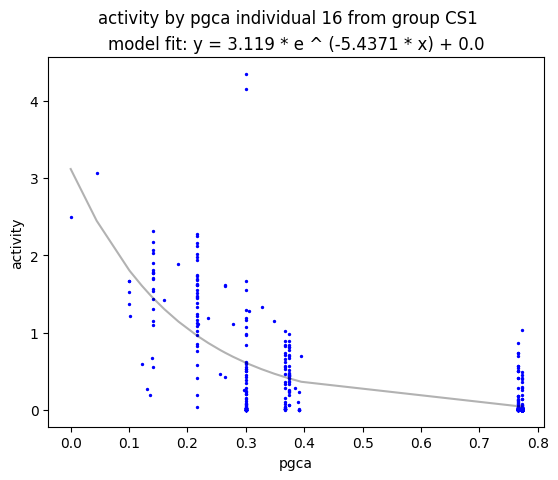 activity by pgca individual 16 from group CS1
model fit: y = 3.119 * e ^ (-5.4371 * x) + 0.0
activity
4
3
2
1
0
0.0 0.1 0.2 0.3 0.4 0.5 0.6 0.7 0.8
pgca